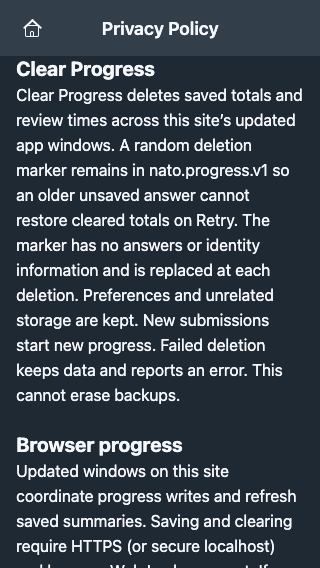 Privacy Policy
Clear Progress
Clear Progress deletes saved totals and
review times across this site’s updated
app windows. A random deletion
marker remains in nato.progress.v1 so
an older unsaved answer cannot
restore cleared totals on Retry. The
marker has no answers or identity
information and is replaced at each
deletion. Preferences and unrelated
storage are kept. New submissions
start new progress. Failed deletion
keeps data and reports an error. This
cannot erase backups.
Browser progress
Updated windows on this site
coordinate progress writes and refresh
saved summaries. Saving and clearing
require HTTPS (or secure localhost)